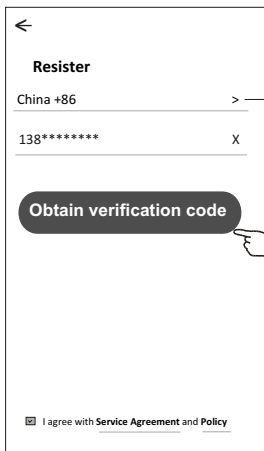 Resister
China +86 >
138******** X
Obtain verification code
I agree with Service Agreement and Policy